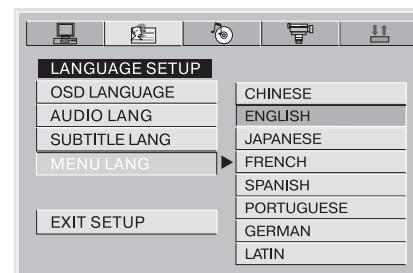 LANGUAGE SETUP
OSD LANGUAGE
AUDIO LANG
SUBTITLE LANG
MENU LANG
EXIT SETUP
CHINESE
ENGLISH
JAPANESE
FRENCH
SPANISH
PORTUGUESE
GERMAN
LATIN